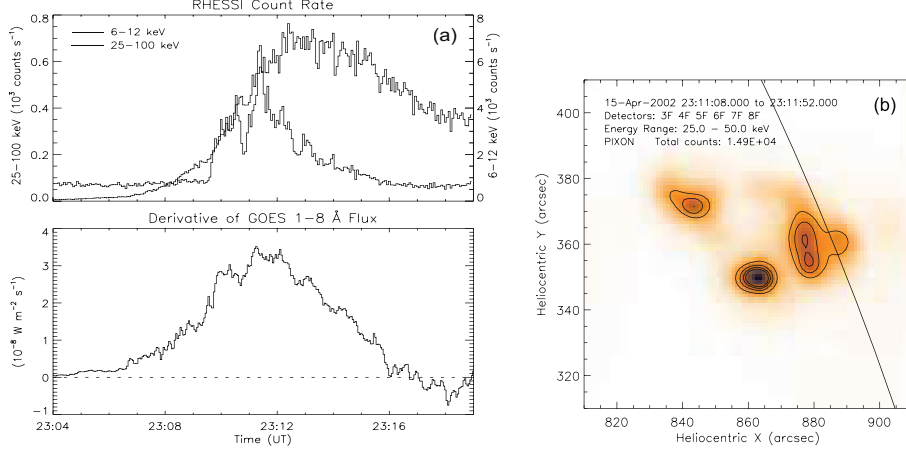 RHESSI Count Rate
(a)
6-12 keV
25-100 keV
0.8
0.6
0.4
0.2
0.0
25-100 keV (10³ counts s⁻¹)
8
6
4
2
0
6-12 keV (10³ counts s⁻¹)
Derivative of GOES 1-8 Å Flux
4
3
2
1
0
-1
(10⁻⁸ W m⁻² s⁻¹)
23:04
23:08
23:12
23:16
Time (UT)
(b)
15-Apr-2002 23:11:08.000 to 23:11:52.000
Detectors: 3F 4F 5F 6F 7F 8F
Energy Range: 25.0 - 50.0 keV
PIXON Total counts: 1.49E+04
400
380
360
340
320
Heliocentric Y (arcsec)
820
840
860
880
900
Heliocentric X (arcsec)